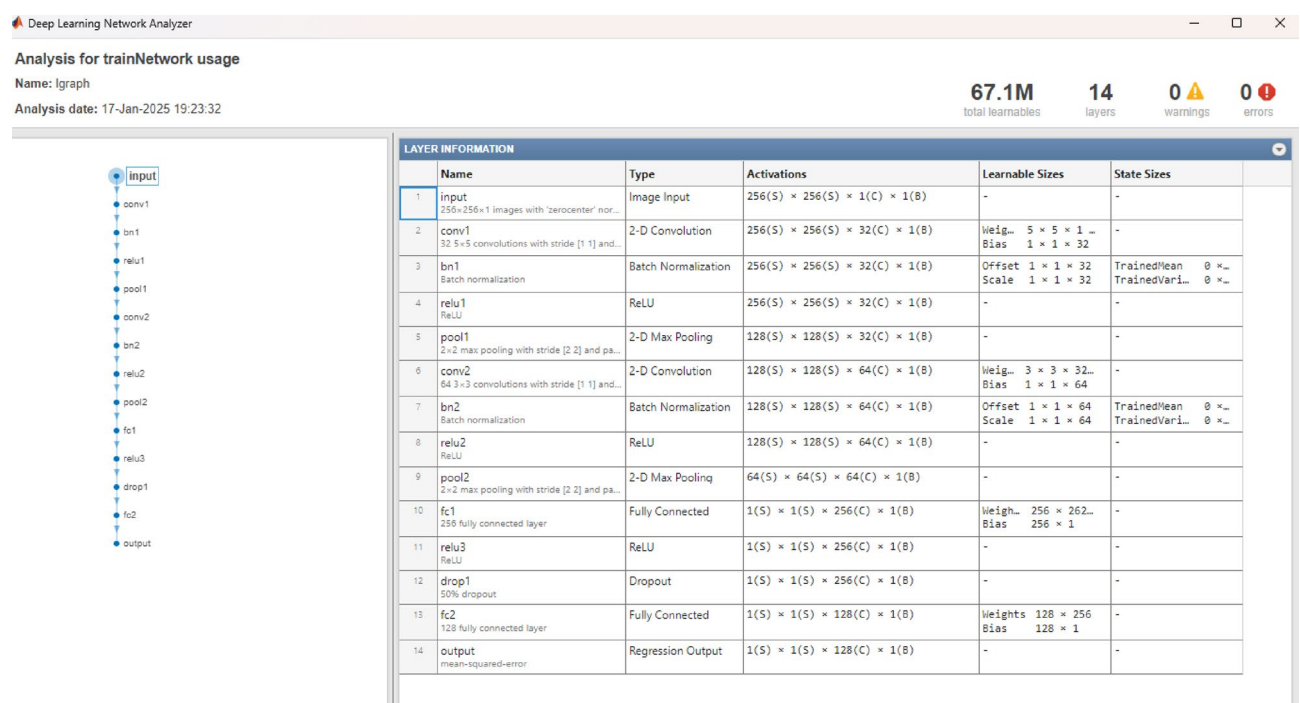 Deep Learning Network Analyzer
Analysis for trainNetwork usage
Name: lgraph
Analysis date: 17-Jan-2025 19:23:32
67.1M
total learnables
14
layers
0
warnings
0
errors
input
conv1
bn1
relu1
pool1
conv2
bn2
relu2
pool2
fc1
relu3
drop1
fc2
output
LAYER INFORMATION
Name Type Activations Learnable Sizes State Sizes
1 input Image Input 256(S) × 256(S) × 1(C) × 1(B) - -
256×256×1 images with 'zerocenter' nor...
2 conv1 2-D Convolution 256(S) × 256(S) × 32(C) × 1(B) Weig… 5 × 5 × 1 … -
32 5×5 convolutions with stride [1 1] and... Bias 1 × 1 × 32
3 bn1 Batch Normalization 256(S) × 256(S) × 32(C) × 1(B) Offset 1 × 1 × 32 TrainedMean 0 ×…
Batch normalization Scale 1 × 1 × 32 TrainedVari… 0 ×…
4 relu1 ReLU 256(S) × 256(S) × 32(C) × 1(B) - -
ReLU
5 pool1 2-D Max Pooling 128(S) × 128(S) × 32(C) × 1(B) - -
2×2 max pooling with stride [2 2] and pa...
6 conv2 2-D Convolution 128(S) × 128(S) × 64(C) × 1(B) Weig… 3 × 3 × 32… -
64 3×3 convolutions with stride [1 1] and... Bias 1 × 1 × 64
7 bn2 Batch Normalization 128(S) × 128(S) × 64(C) × 1(B) Offset 1 × 1 × 64 TrainedMean 0 ×…
Batch normalization Scale 1 × 1 × 64 TrainedVari… 0 ×…
8 relu2 ReLU 128(S) × 128(S) × 64(C) × 1(B) - -
ReLU
9 pool2 2-D Max Pooling 64(S) × 64(S) × 64(C) × 1(B) - -
2×2 max pooling with stride [2 2] and pa...
10 fc1 Fully Connected 1(S) × 1(S) × 256(C) × 1(B) Weigh… 256 × 262… -
256 fully connected layer Bias 256 × 1
11 relu3 ReLU 1(S) × 1(S) × 256(C) × 1(B) - -
ReLU
12 drop1 Dropout 1(S) × 1(S) × 256(C) × 1(B) - -
50% dropout
13 fc2 Fully Connected 1(S) × 1(S) × 128(C) × 1(B) Weights 128 × 256 -
128 fully connected layer Bias 128 × 1
14 output Regression Output 1(S) × 1(S) × 128(C) × 1(B) - -
mean-squared-error